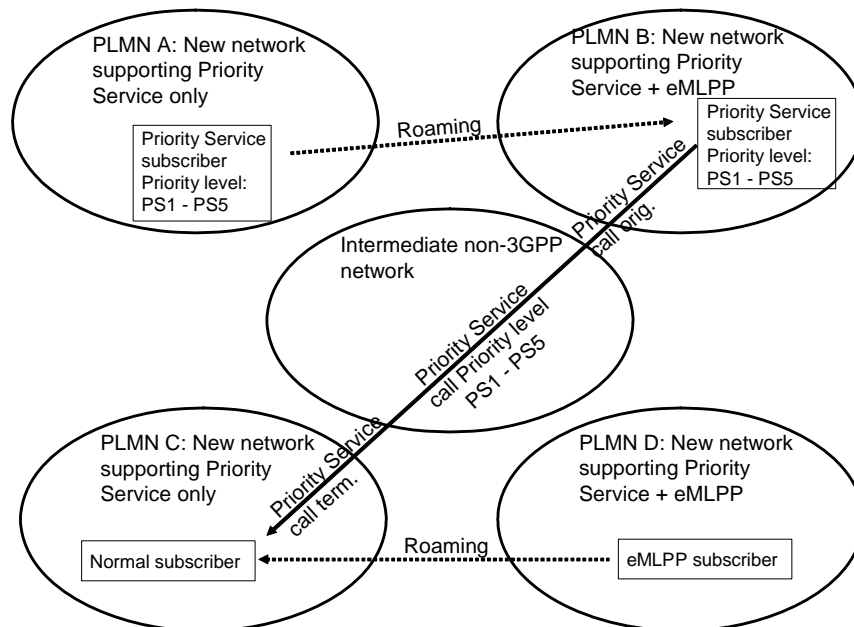 PLMN A: New network
supporting Priority
Service only
Priority Service
subscriber
Priority level:
PS1 - PS5
Roaming
PLMN B: New network
supporting Priority
Service + eMLPP
Priority Service
subscriber
Priority level:
PS1 - PS5
Priority Service
call orig.
Intermediate non-3GPP
network
Priority Service
call Priority level
PS1 - PS5
Priority Service
call term.
PLMN C: New network
supporting Priority
Service only
Normal subscriber
Roaming
PLMN D: New network
supporting Priority
Service + eMLPP
eMLPP subscriber